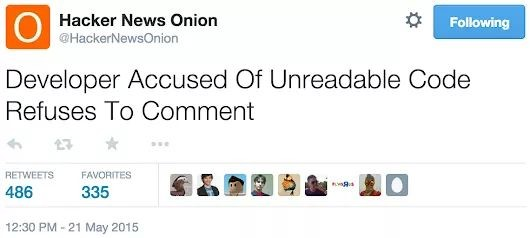 Hacker News Onion
@HackerNewsOnion
Following
Developer Accused Of Unreadable Code
Refuses To Comment
RETWEETS FAVORITES
486 335
12:30 PM - 21 May 2015